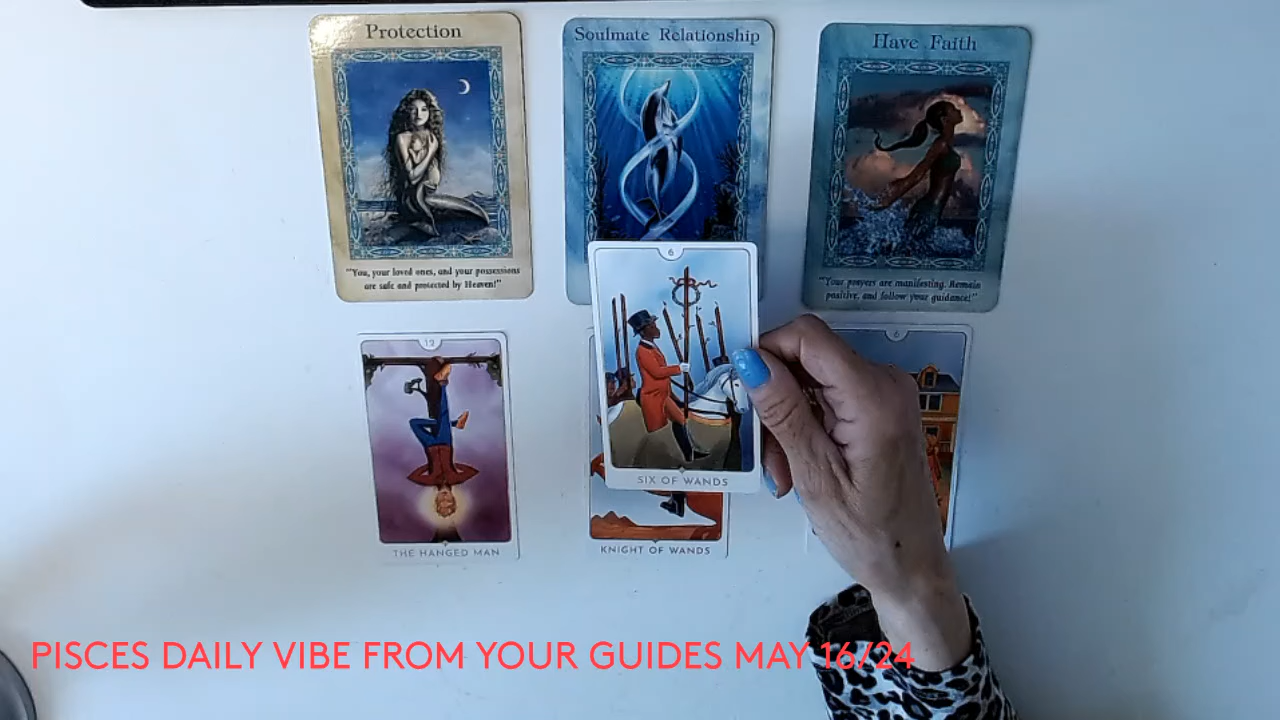 Protection
Soulmate Relationship
Have Faith
"You, your loved ones, and your possessions
are safe and protected by Heaven!"
"Your prayers are manifesting. Remain
positive, and follow your guidance!"
12
6
6
SIX OF WANDS
THE HANGED MAN
KNIGHT OF WANDS
PISCES DAILY VIBE FROM YOUR GUIDES MAY 16/24